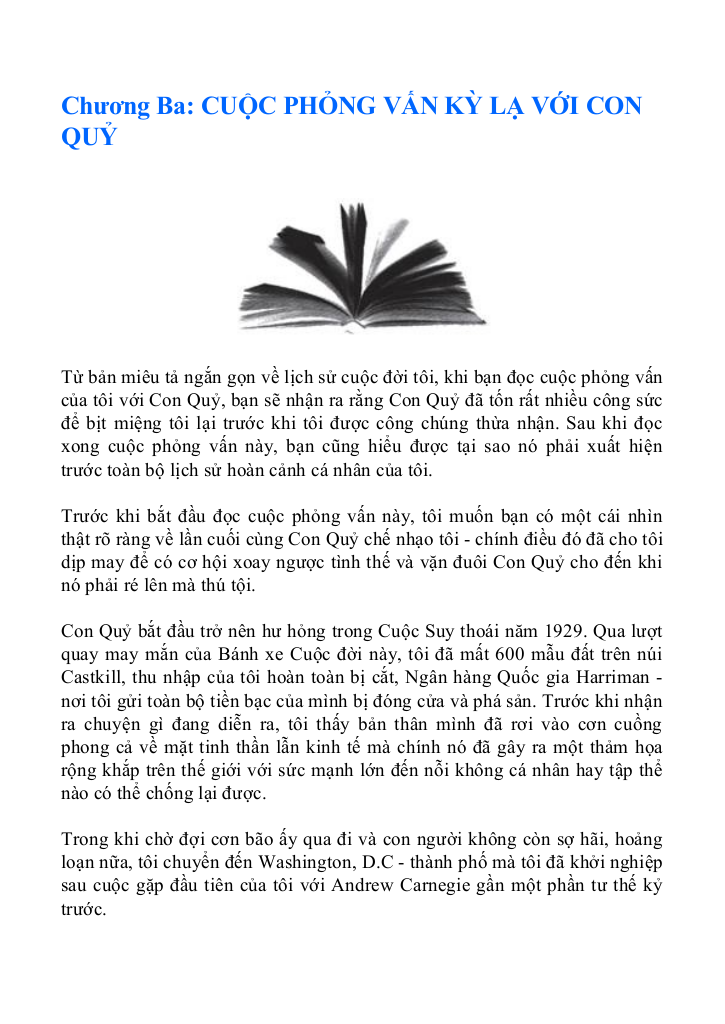 Chương Ba: CUỘC PHỎNG VẤN KỲ LẠ VỚI CON
QUỶ
Từ bản miêu tả ngắn gọn về lịch sử cuộc đời tôi, khi bạn đọc cuộc phỏng vấn
của tôi với Con Quỷ, bạn sẽ nhận ra rằng Con Quỷ đã tốn rất nhiều công sức
để bịt miệng tôi lại trước khi tôi được công chúng thừa nhận. Sau khi đọc
xong cuộc phỏng vấn này, bạn cũng hiểu được tại sao nó phải xuất hiện
trước toàn bộ lịch sử hoàn cảnh cá nhân của tôi.
Trước khi bắt đầu đọc cuộc phỏng vấn này, tôi muốn bạn có một cái nhìn
thật rõ ràng về lần cuối cùng Con Quỷ chế nhạo tôi - chính điều đó đã cho tôi
dịp may để có cơ hội xoay ngược tình thế và vặn đuôi Con Quỷ cho đến khi
nó phải ré lên mà thú tội.
Con Quỷ bắt đầu trở nên hư hỏng trong Cuộc Suy thoái năm 1929. Qua lượt
quay may mắn của Bánh xe Cuộc đời này, tôi đã mất 600 mẫu đất trên núi
Castkill, thu nhập của tôi hoàn toàn bị cắt, Ngân hàng Quốc gia Harriman -
nơi tôi gửi toàn bộ tiền bạc của mình bị đóng cửa và phá sản. Trước khi nhận
ra chuyện gì đang diễn ra, tôi thấy bản thân mình đã rơi vào cơn cuồng
phong cả về mặt tinh thần lẫn kinh tế mà chính nó đã gây ra một thảm họa
rộng khắp trên thế giới với sức mạnh lớn đến nỗi không cá nhân hay tập thể
nào có thể chống lại được.
Trong khi chờ đợi cơn bão ấy qua đi và con người không còn sợ hãi, hoảng
loạn nữa, tôi chuyển đến Washington, D.C - thành phố mà tôi đã khởi nghiệp
sau cuộc gặp đầu tiên của tôi với Andrew Carnegie gần một phần tư thế kỷ
trước.